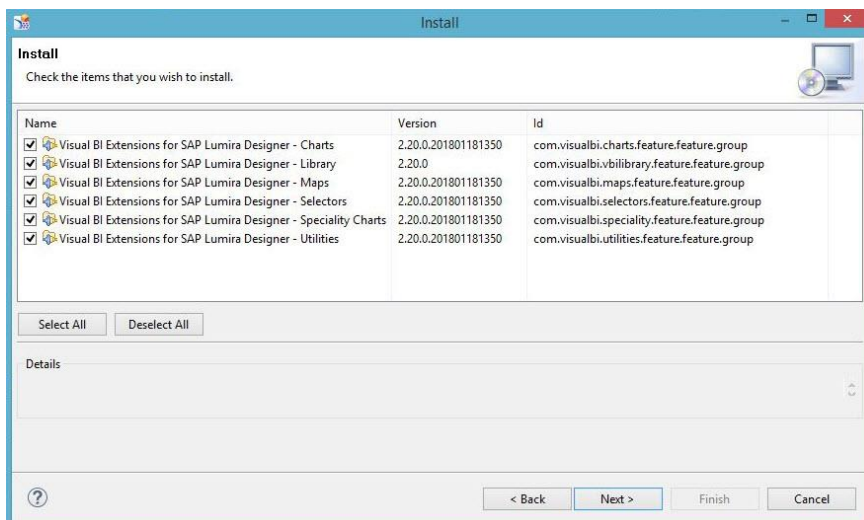 Install
Install
Check the items that you wish to install.
Name Version Id
Visual BI Extensions for SAP Lumira Designer - Charts 2.20.0.201801181350 com.visualbi.charts.feature.feature.group
Visual BI Extensions for SAP Lumira Designer - Library 2.20.0 com.visualbi.vbilibrary.feature.feature.group
Visual BI Extensions for SAP Lumira Designer - Maps 2.20.0.201801181350 com.visualbi.maps.feature.feature.group
Visual BI Extensions for SAP Lumira Designer - Selectors 2.20.0.201801181350 com.visualbi.selectors.feature.feature.group
Visual BI Extensions for SAP Lumira Designer - Speciality Charts 2.20.0.201801181350 com.visualbi.speciality.feature.feature.group
Visual BI Extensions for SAP Lumira Designer - Utilities 2.20.0.201801181350 com.visualbi.utilities.feature.feature.group
Select All Deselect All
Details
? < Back Next > Finish Cancel